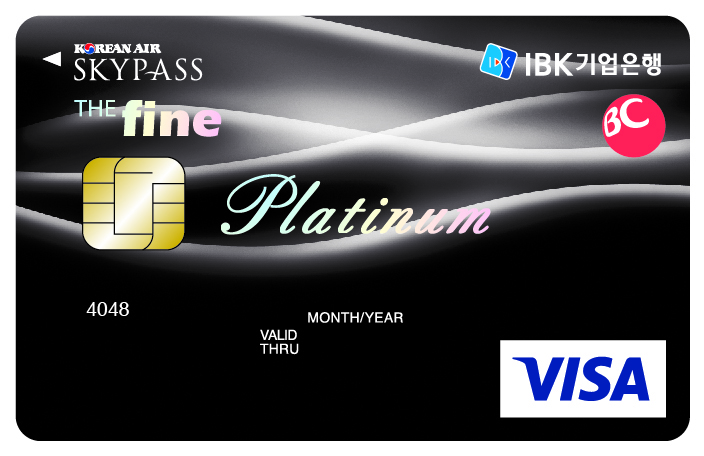 KOREAN AIR
SKYPASS
IBK기업은행
THE fine
BC
Platinum
4048
MONTH/YEAR
VALID
THRU
VISA